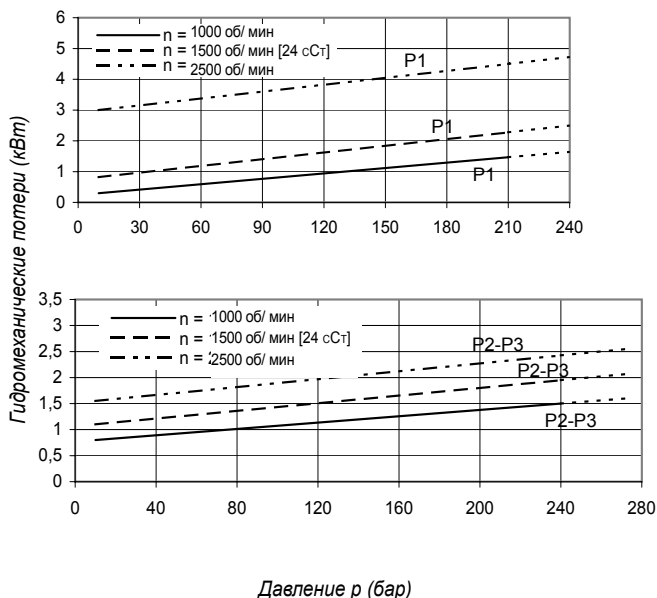 Гидромеханические потери (кВт)
6
5
4
3
2
1
0
n = 1000 об/ мин
n = 1500 об/ мин [24 сСт]
n = 2500 об/ мин
P1
P1
P1
0 30 60 90 120 150 180 210 240
3,5
3
2,5
2
1,5
1
0,5
0
n = 1000 об/ мин
n = 1500 об/ мин [24 сСт]
n = 2500 об/ мин
P2-P3
P2-P3
P2-P3
0 40 80 120 160 200 240 280
Давление p (бар)